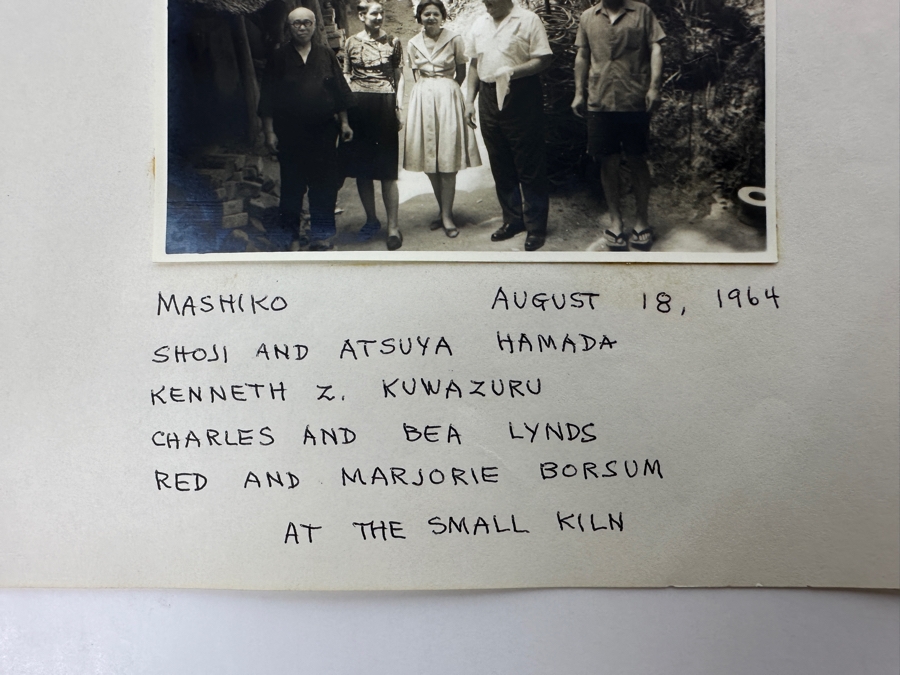 MASHIKO AUGUST 18, 1964
SHOJI AND ATSUYA HAMADA
KENNETH Z. KUWAZURU
CHARLES AND BEA LYNDS
RED AND MARJORIE BORSUM
AT THE SMALL KILN